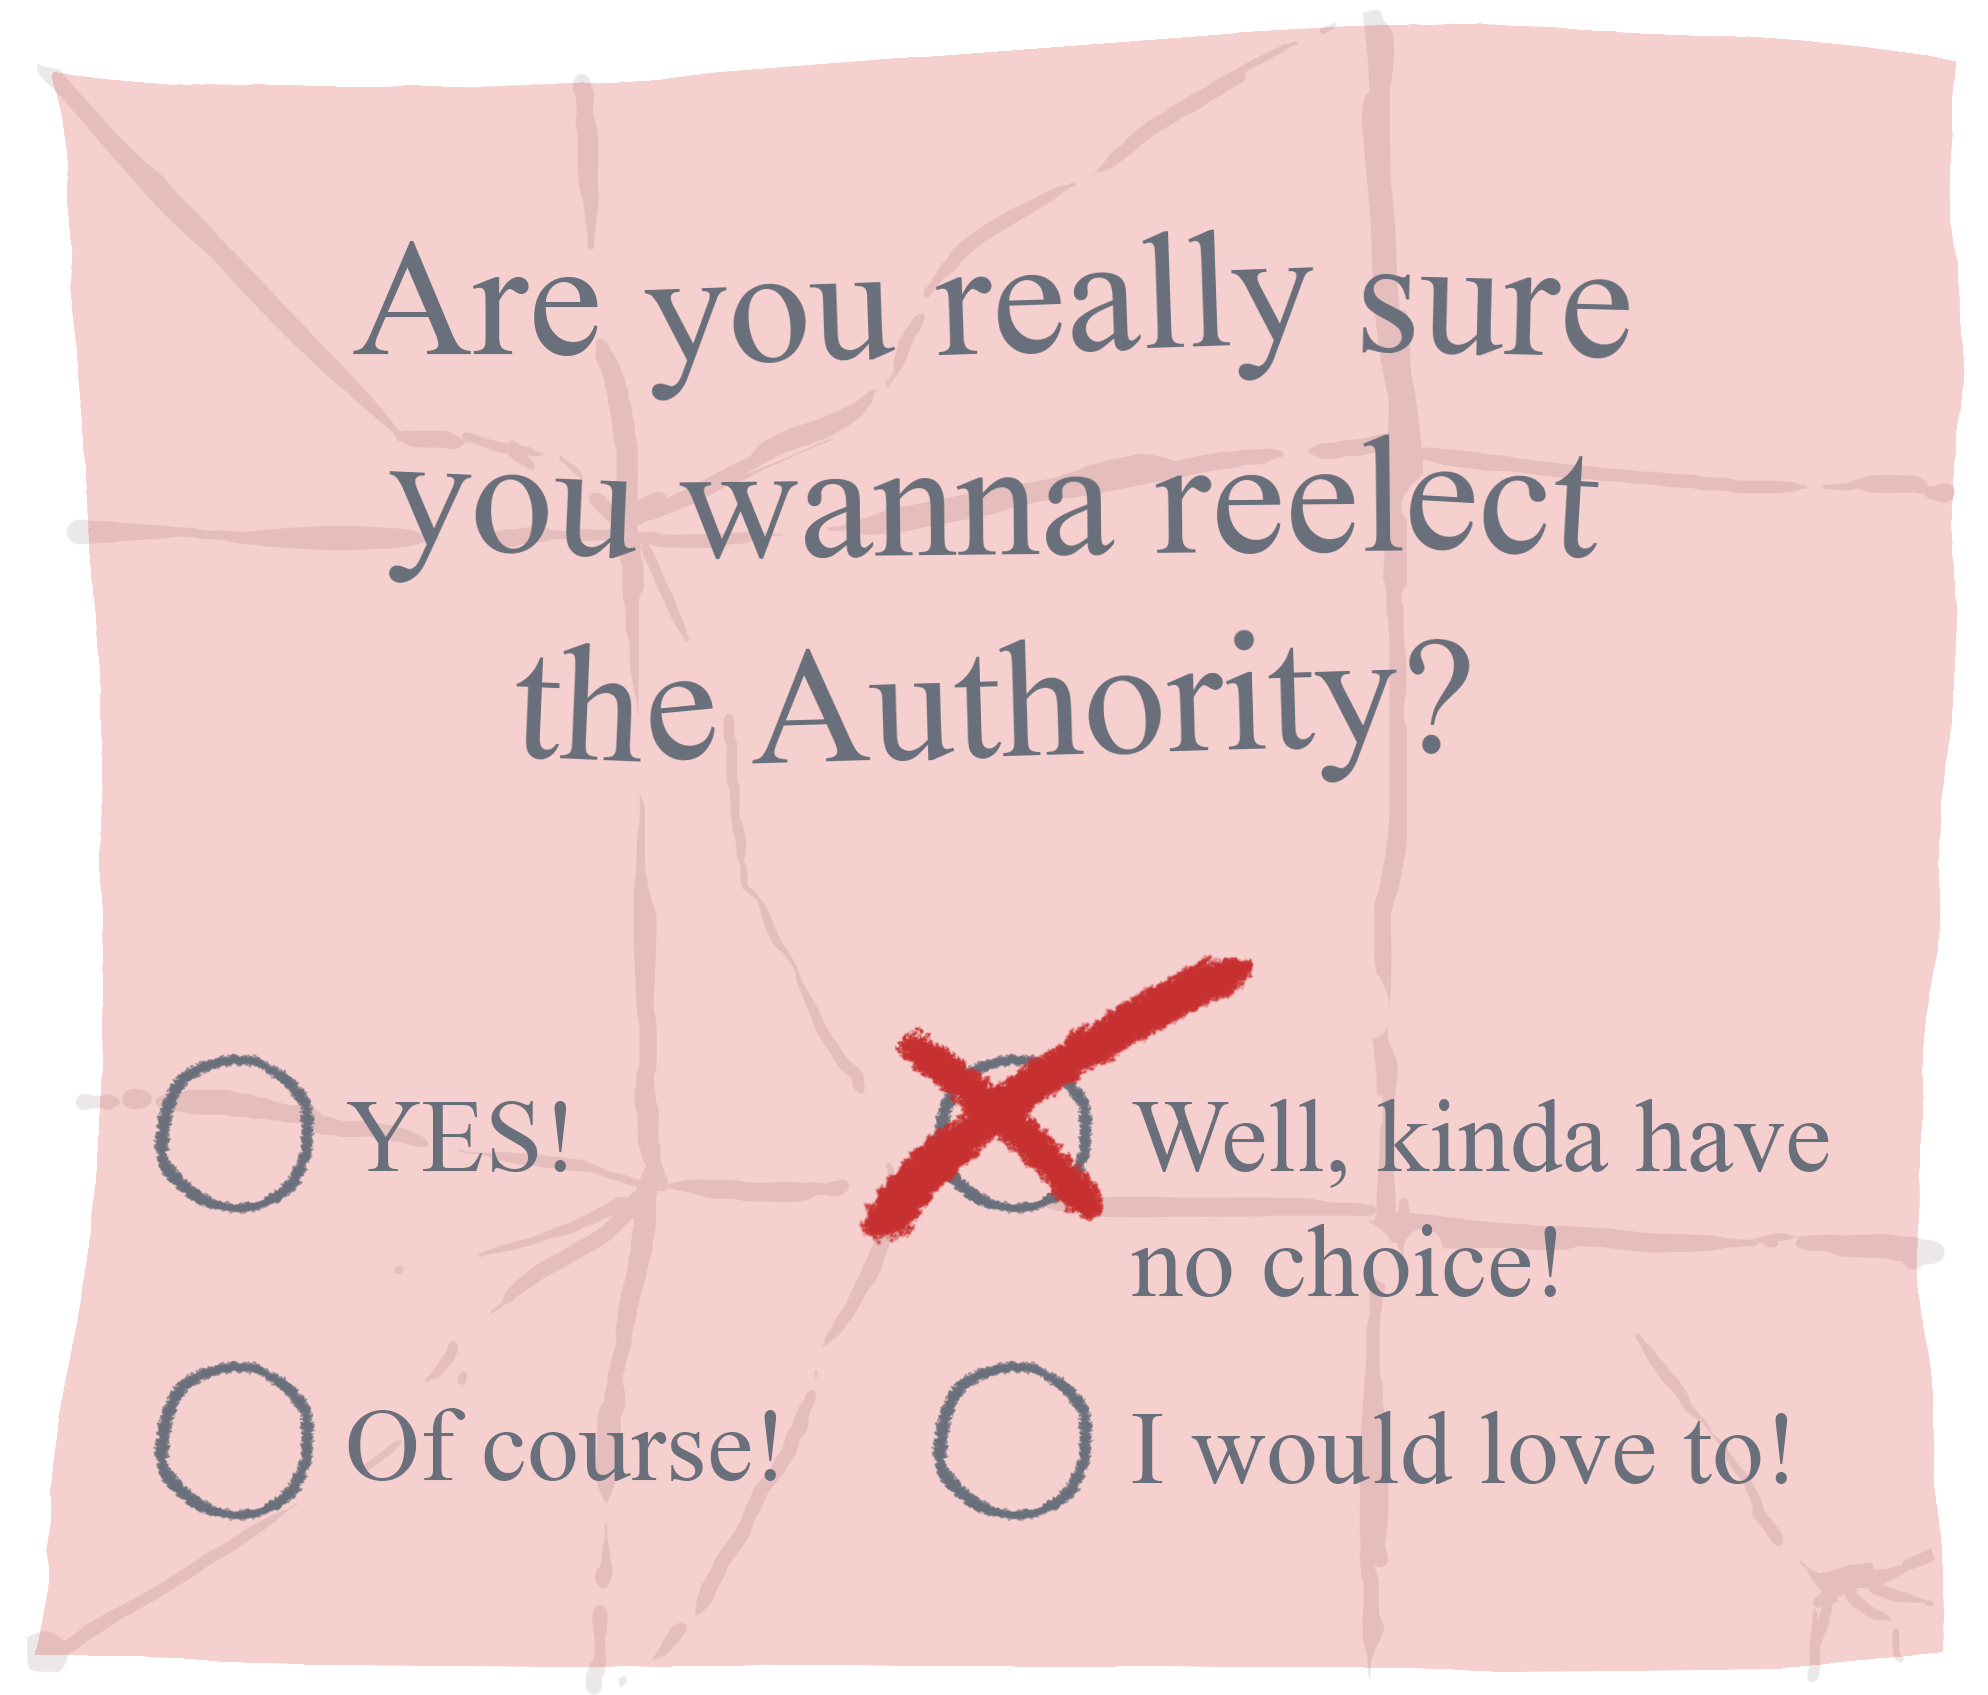 Are you really sure
you wanna reelect
the Authority?
YES!
Well, kinda have
no choice!
Of course!
I would love to!